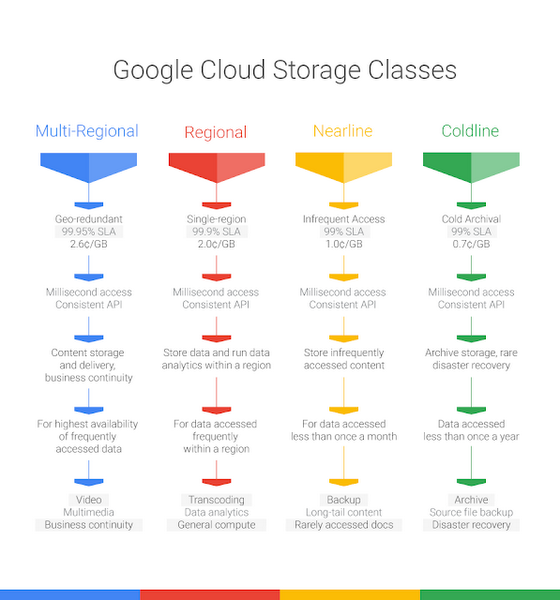 Google Cloud Storage Classes
Multi-Regional
Geo-redundant
99.95% SLA
2.6¢/GB
Millisecond access
Consistent API
Content storage
and delivery,
business continuity
For highest availability
of frequently
accessed data
Video
Multimedia
Business continuity
Regional
Single-region
99.9% SLA
2.0¢/GB
Millisecond access
Consistent API
Store data and run data
analytics within a region
For data accessed
frequently
within a region
Transcoding
Data analytics
General compute
Nearline
Infrequent Access
99% SLA
1.0¢/GB
Millisecond access
Consistent API
Store infrequently
accessed content
For data accessed
less than once a month
Backup
Long-tail content
Rarely accessed docs
Coldline
Cold Archival
99% SLA
0.7¢/GB
Millisecond access
Consistent API
Archive storage, rare
disaster recovery
Data accessed
less than once a year
Archive
Source file backup
Disaster recovery